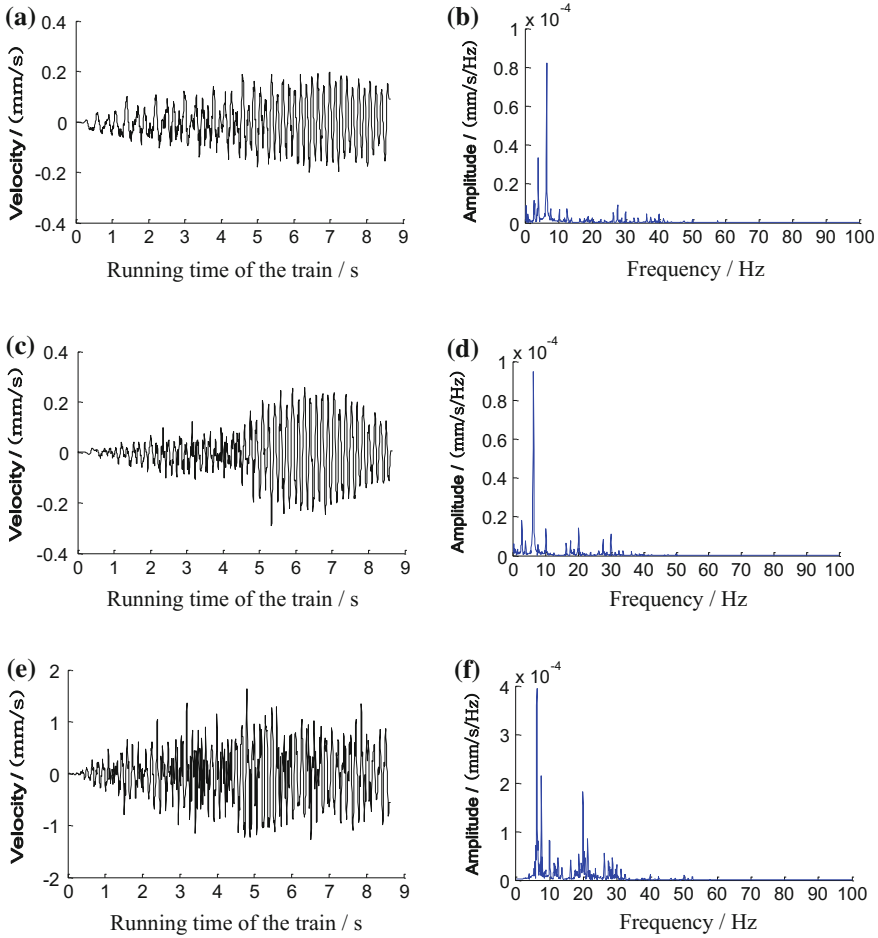 (a)
0.4
0.2
0
-0.2
-0.4
Velocity / (mm/s)
0 1 2 3 4 5 6 7 8 9
Running time of the train / s
(b)
1 x 10-4
0.8
0.6
0.4
0.2
0
Amplitude / (mm/s/Hz)
0 10 20 30 40 50 60 70 80 90 100
Frequency / Hz
(c)
0.4
0.2
0
-0.2
-0.4
Velocity / (mm/s)
0 1 2 3 4 5 6 7 8 9
Running time of the train / s
(d)
1 x 10-4
0.8
0.6
0.4
0.2
0
Amplitude / (mm/s/Hz)
0 10 20 30 40 50 60 70 80 90 100
Frequency / Hz
(e)
2
1
0
-1
-2
Velocity / (mm/s)
0 1 2 3 4 5 6 7 8 9
Running time of the train / s
(f)
4 x 10-4
4
2
4
0
Amplitude / (mm/s/Hz)
0 10 20 30 40 50 60 70 80 90 100
Frequency / Hz